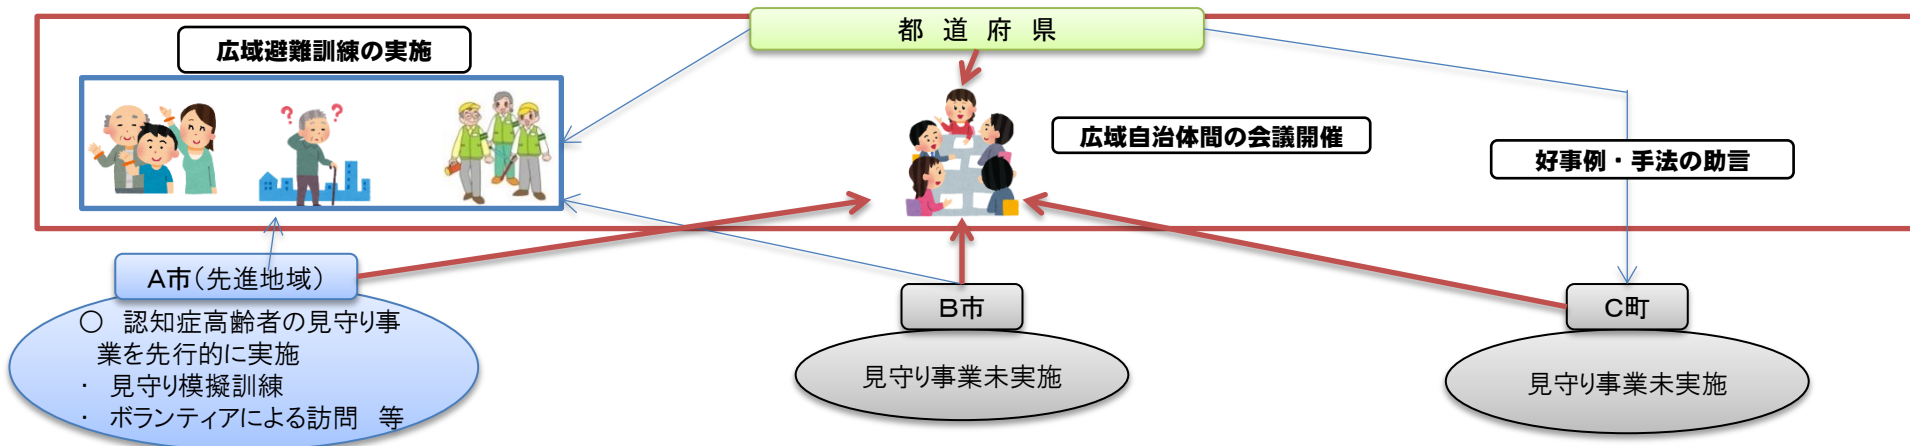 都 道 府 県
広域避難訓練の実施
? ?
広域自治体間の会議開催
好事例・手法の助言
A市(先進地域)
○ 認知症高齢者の見守り事
業を先行的に実施
・ 見守り模擬訓練
・ ボランティアによる訪問 等
B市
見守り事業未実施
C町
見守り事業未実施